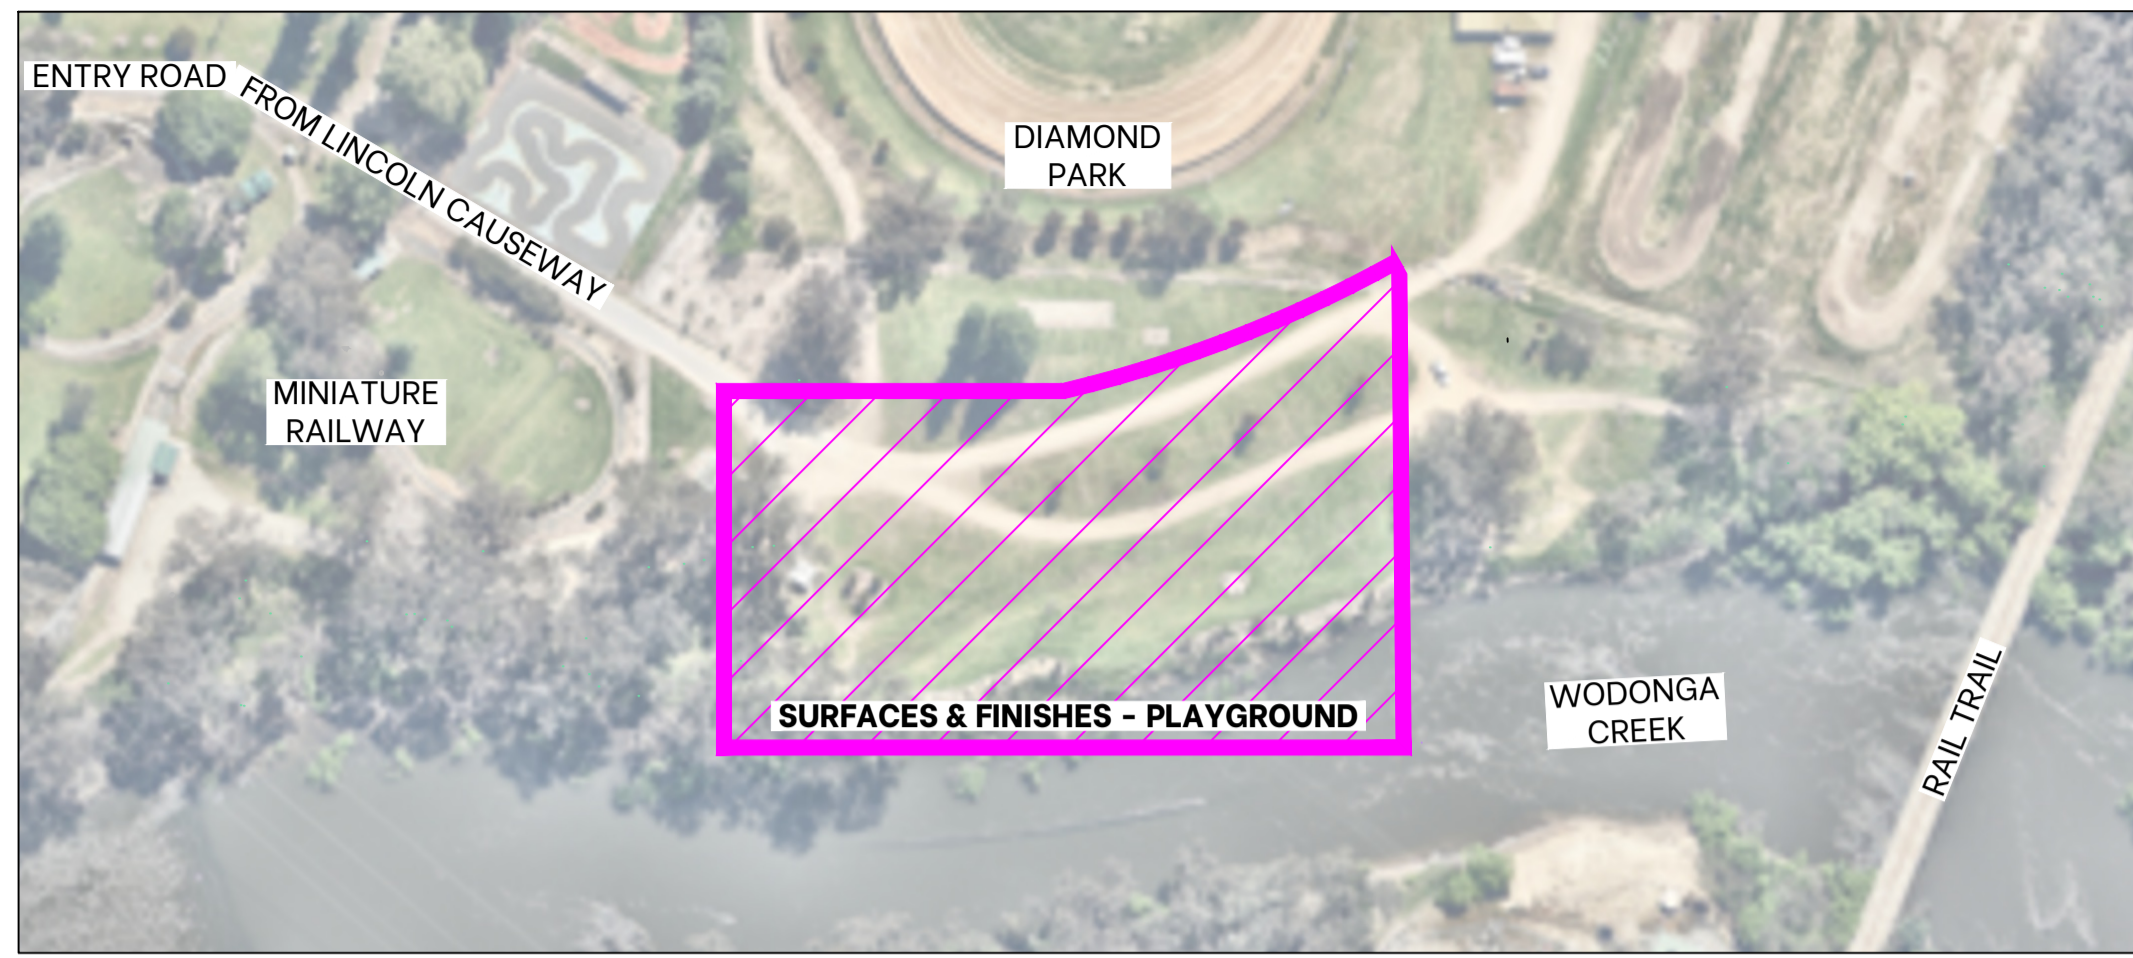 ENTRY ROAD
FROM LINCOLN CAUSEWAY
DIAMOND
PARK
MINIATURE
RAILWAY
SURFACES & FINISHES - PLAYGROUND
WODONGA
CREEK
RAIL TRAIL